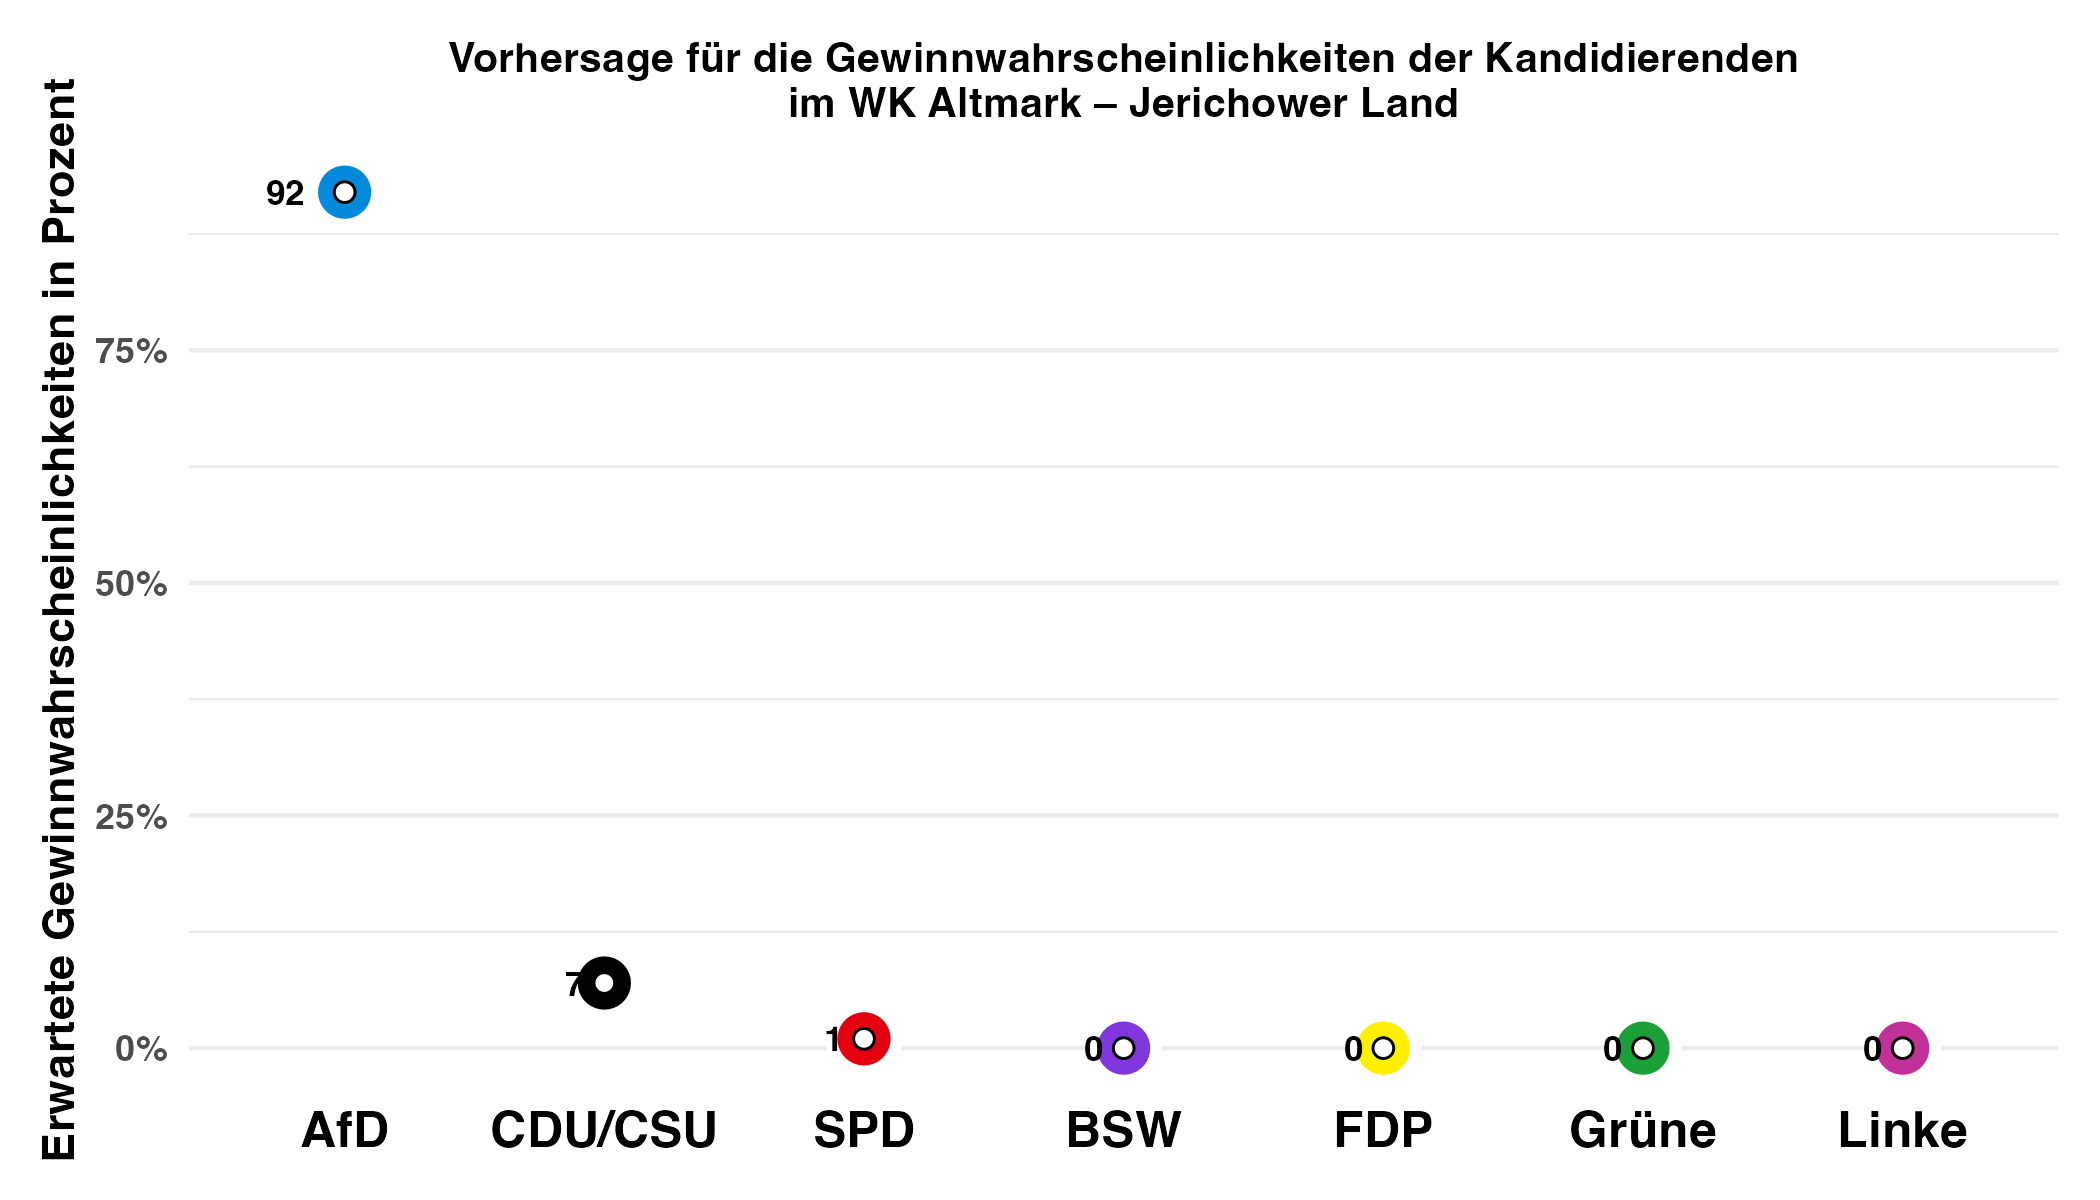 Vorhersage für die Gewinnwahrscheinlichkeiten der Kandidierenden
im WK Altmark – Jerichower Land
Erwartete Gewinnwahrscheinlichkeiten in Prozent
92
75%
50%
25%
7
1
0%
0
0
0
0
AfD
CDU/CSU
SPD
BSW
FDP
Grüne
Linke